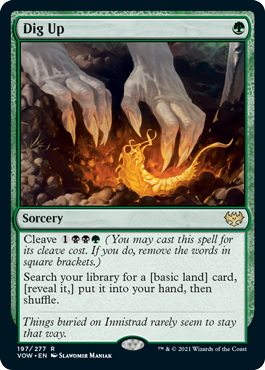 Dig Up
Sorcery
Cleave 1 (You may cast this spell for
its cleave cost. If you do, remove the words in
square brackets.)
Search your library for a [basic land] card,
[reveal it,] put it into your hand, then
shuffle.
Things buried on Innistrad rarely seem to stay
that way.
197/277 R
VOW • EN Slawomir Maniak
™ & © 2021 Wizards of the Coast